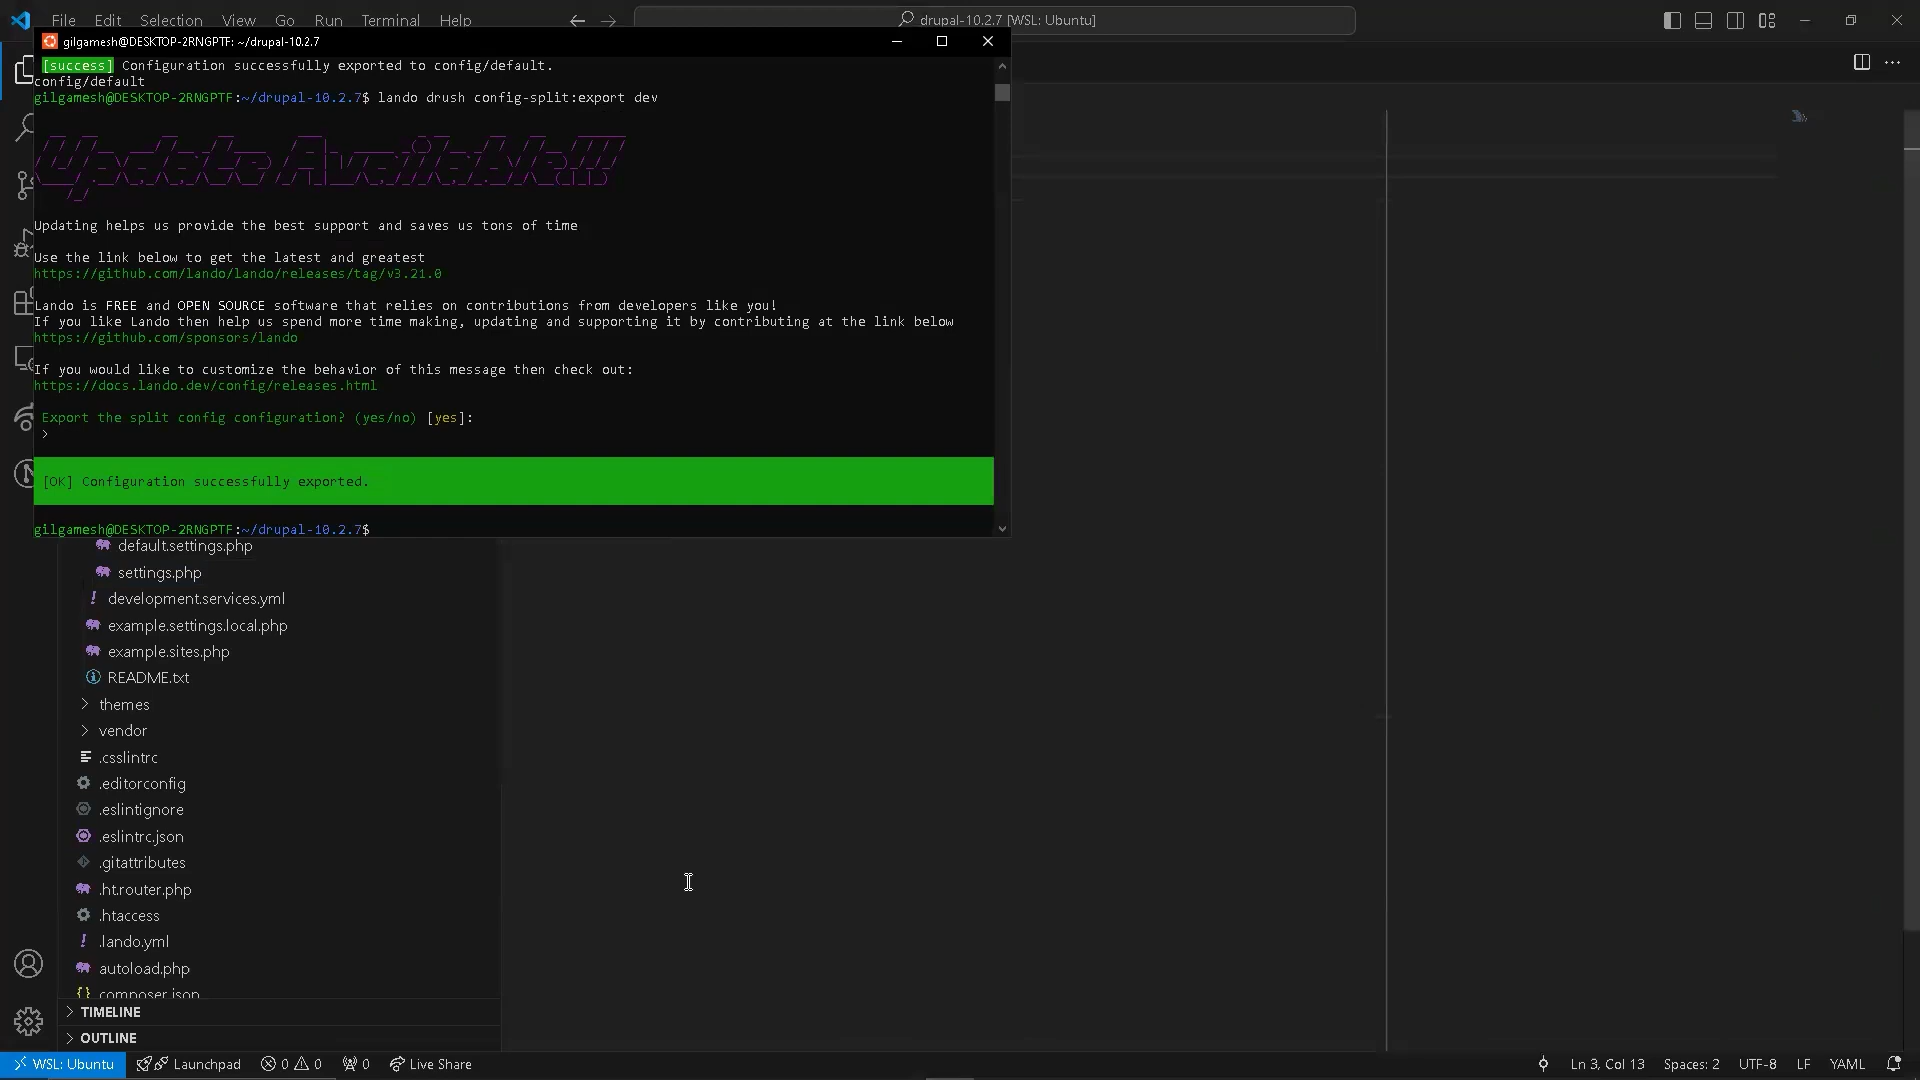 File Edit Selection View Go Run Terminal Help
drupal-10.2.7 [WSL: Ubuntu]
gilgamesh@DESKTOP-2RNGPTF: ~/drupal-10.2.7
[success] Configuration successfully exported to config/default.
config/default
gilgamesh@DESKTOP-2RNGPTF:~/drupal-10.2.7$ lando drush config-split:export dev
Update Available!!!
Updating helps us provide the best support and saves us tons of time
Use the link below to get the latest and greatest
https://github.com/lando/lando/releases/tag/v3.21.0
Lando is FREE and OPEN SOURCE software that relies on contributions from developers like you!
If you like Lando then help us spend more time making, updating and supporting it by contributing at the link below
https://github.com/sponsors/lando
If you would like to customize the behavior of this message then check out:
https://docs.lando.dev/config/releases.html
Export the split config configuration? (yes/no) [yes]:
>
[OK] Configuration successfully exported.
gilgamesh@DESKTOP-2RNGPTF:~/drupal-10.2.7$
default.settings.php
settings.php
! development.services.yml
example.settings.local.php
example.sites.php
README.txt
themes
vendor
.csslintrc
.editorconfig
.eslintignore
.eslintrc.json
.gitattributes
.ht.router.php
.htaccess
! .lando.yml
autoload.php
{} composer.json
TIMELINE
OUTLINE
WSL: Ubuntu Launchpad 0 0 0 Live Share Ln 3, Col 13 Spaces: 2 UTF-8 LF YAML